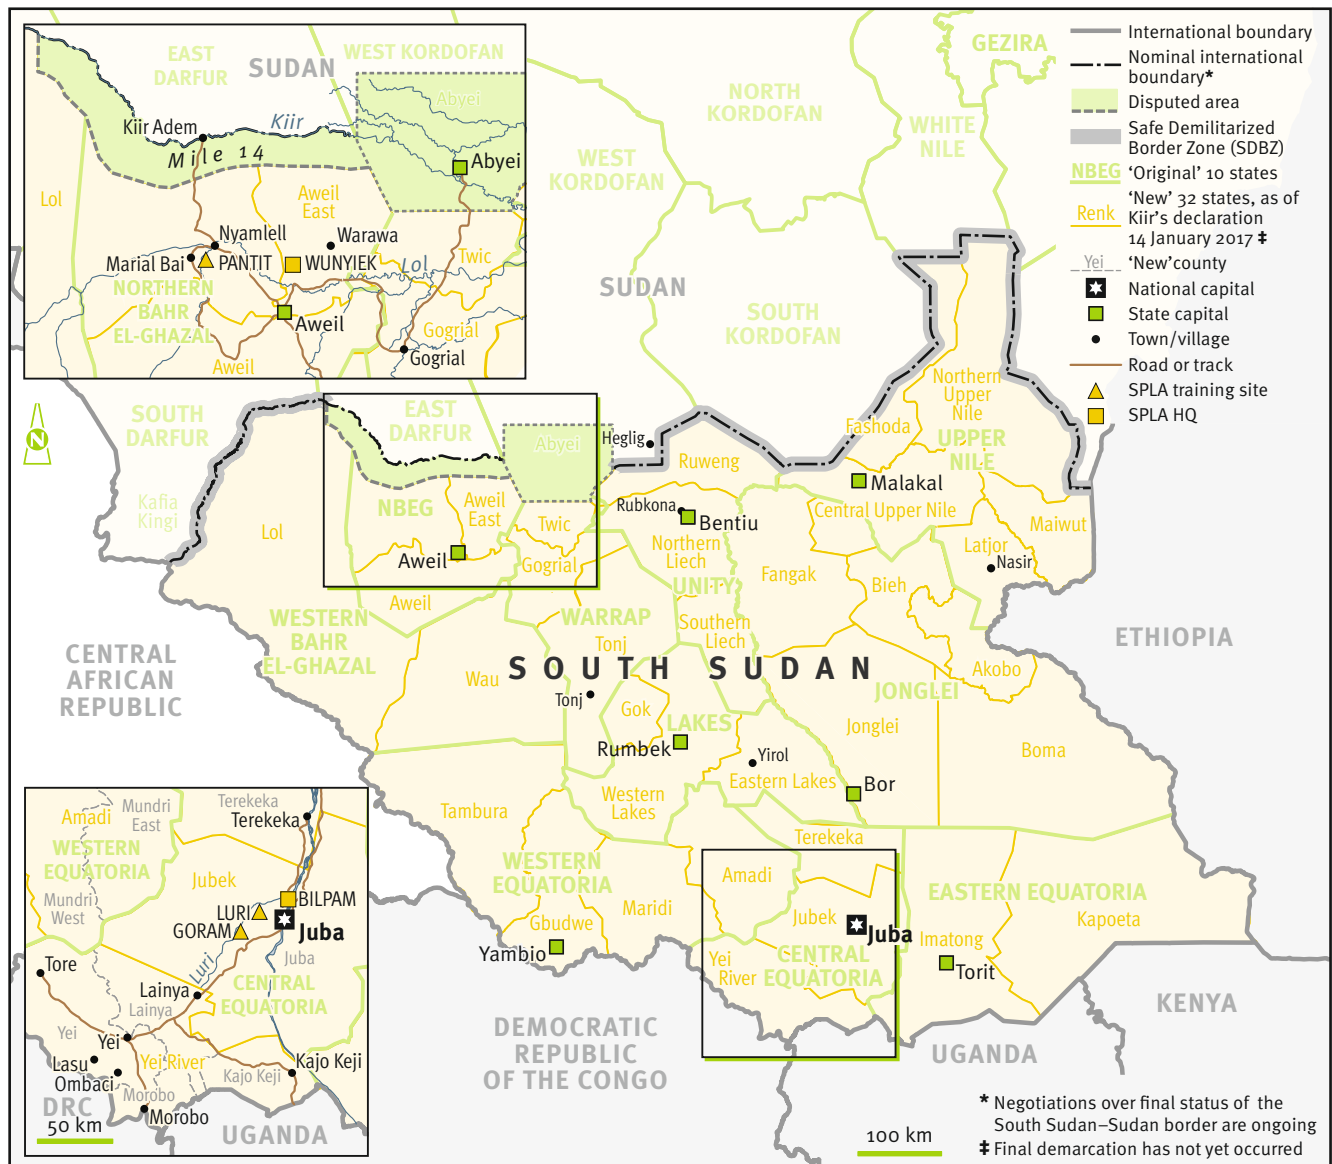 EAST
DARFUR
WEST KORDOFAN
SUDAN
Abyei
Kiir Adem
Kiir
Mile 14
Abyei
Lol
Aweil
East
Nyamlell
Warawa
Marial Bai
PANTIT
WUNYIEK
Lol
Twic
NORTHERN
BAHR
EL-GHAZAL
Aweil
Gogrial
Gogrial
Aweil
International boundary
Nominal international
boundary*
Disputed area
Safe Demilitarized
Border Zone (SDBZ)
NBEG
‘Original’ 10 states
‘New’ 32 states, as of
Renk
Kiir’s declaration
14 January 2017 ‡
Yei
‘New’county
National capital
State capital
Town/village
Road or track
SPLA training site
SPLA HQ
GEZIRA
NORTH
KORDOFAN
WHITE
NILE
WEST
KORDOFAN
SUDAN
SOUTH
KORDOFAN
N
SOUTH
DARFUR
EAST
DARFUR
Abyei
Heglig
Northern
Upper
Nile
Fashoda
UPPER
NILE
Ruweng
Kafia
Kingi
Malakal
Lol
NBEG
Aweil
East
Twic
Rubkona
Bentiu
Central Upper Nile
Maiwut
Aweil
Gogrial
Northern
Liech
Latjor
Nasir
Fangak
Bieh
UNITY
Aweil
WESTERN
BAHR
EL-GHAZAL
WARRAP
Southern
Liech
Tonj
ETHIOPIA
CENTRAL
AFRICAN
REPUBLIC
SOUTH SUDAN
Akobo
Wau
JONGLEI
Tonj
Gok
LAKES
Jonglei
Rumbek
Yirol
Boma
Eastern Lakes
Bor
Tambura
Western
Lakes
Terekeka
WESTERN
EQUATORIA
Amadi
EASTERN EQUATORIA
Maridi
Gbudwe
Jubek
Juba
Kapoeta
Imatong
Yambio
Yei
River
CENTRAL
EQUATORIA
Torit
KENYA
DEMOCRATIC
REPUBLIC
OF THE CONGO
UGANDA
Amadi
Mundri
East
Terekeka
Terekeka
WESTERN
EQUATORIA
Jubek
Mundri
West
BILPAM
LURI
GORAM
Juba
Juba
Luri
Tore
Lainya
Lainya
CENTRAL
EQUATORIA
Yei
Yei
Lasu
Yei River
Kajo Keji
Kajo Keji
Ombaci
Morobo
Morobo
DRC
50 km
UGANDA
100 km
* Negotiations over final status of the
South Sudan–Sudan border are ongoing
‡ Final demarcation has not yet occurred